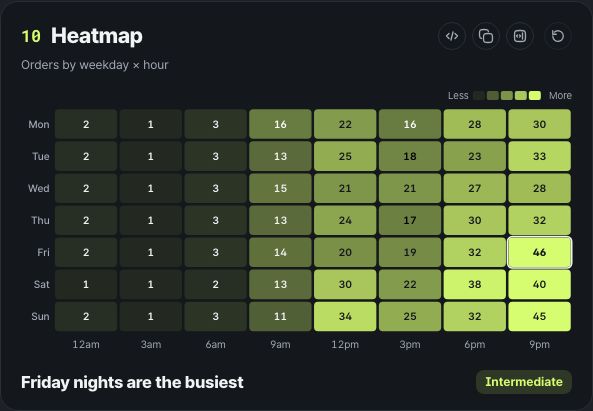 10 Heatmap
Orders by weekday × hour
Less More
Mon 2 1 3 16 22 16 28 30
Tue 2 1 3 13 25 18 23 33
Wed 2 1 3 15 21 21 27 28
Thu 2 1 3 13 24 17 30 32
Fri 2 1 3 14 20 19 32 46
Sat 1 1 2 13 30 22 38 40
Sun 2 1 3 11 34 25 32 45
12am 3am 6am 9am 12pm 3pm 6pm 9pm
Friday nights are the busiest Intermediate